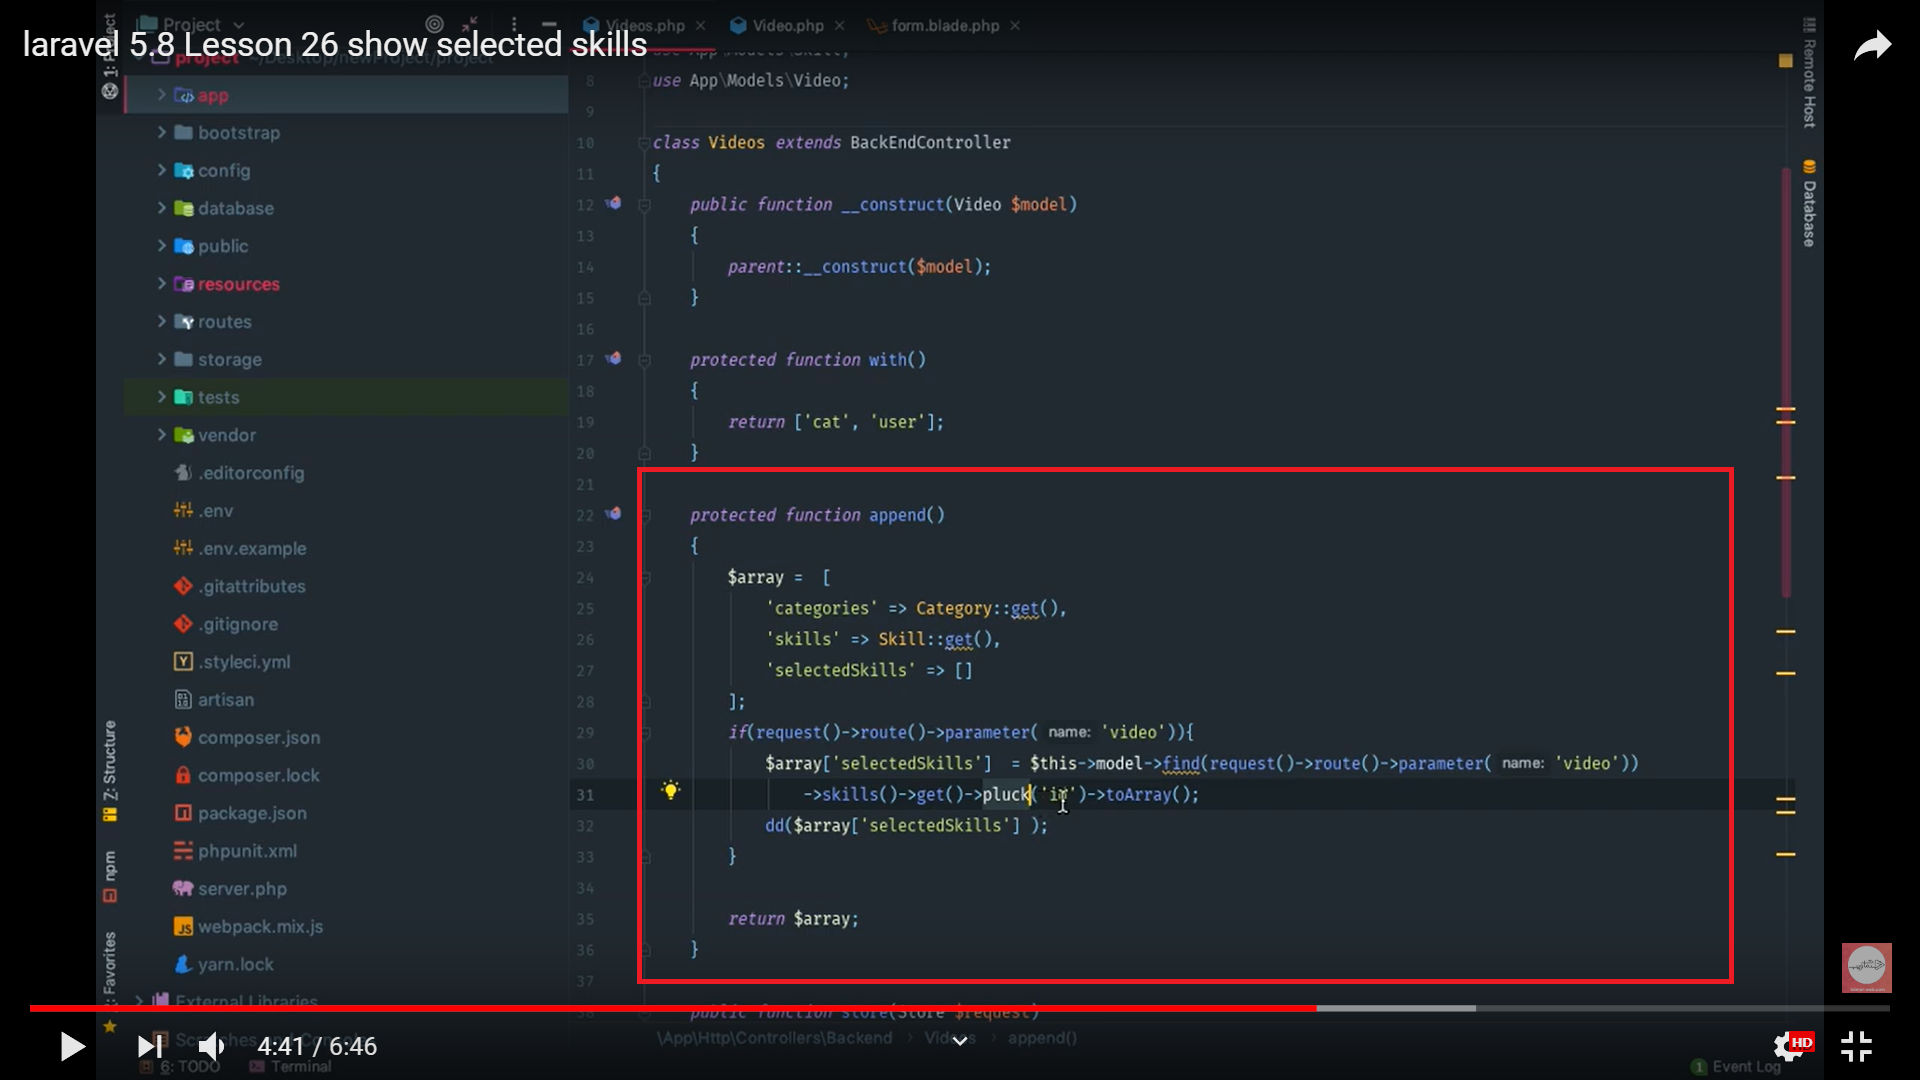 laravel 5.8 Lesson 26 show selected skills
Project
Videos.php
Video.php
form.blade.php
1: Project
project ~/Desktop/newProject/project
app
bootstrap
config
database
public
resources
routes
storage
tests
vendor
.editorconfig
.env
.env.example
.gitattributes
.gitignore
.styleci.yml
artisan
composer.json
composer.lock
package.json
phpunit.xml
server.php
webpack.mix.js
yarn.lock
External Libraries
Z: Structure
npm
Favorites
8 use App\Models\Video;
9
10 class Videos extends BackEndController
11 {
12 public function __construct(Video $model)
13 {
14 parent::__construct($model);
15 }
16
17 protected function with()
18 {
19 return ['cat', 'user'];
20 }
21
22 protected function append()
23 {
24 $array = [
25 'categories' => Category::get(),
26 'skills' => Skill::get(),
27 'selectedSkills' => []
28 ];
29 if(request()->route()->parameter( name: 'video')){
30 $array['selectedSkills'] = $this->model->find(request()->route()->parameter( name: 'video'))
31 ->skills()->get()->pluck('id')->toArray();
32 dd($array['selectedSkills'] );
33 }
34
35 return $array;
36 }
37
38 public function store(Store $request)
\App\Http\Controllers\Backend > Videos > append()
Remote Host
Database
4:41 / 6:46
HD
6: TODO
Terminal
1 Event Log